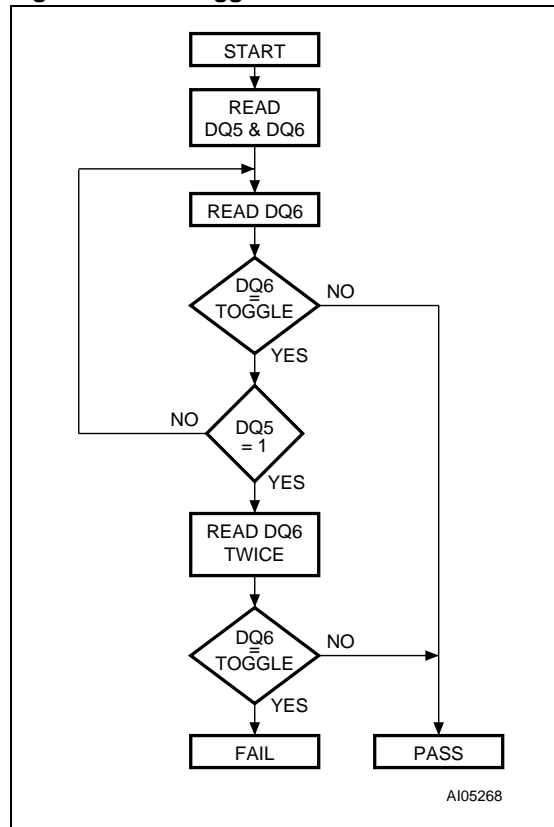 START
READ
DQ5 & DQ6
READ DQ6
DQ6
=
TOGGLE
NO
YES
NO
DQ5
= 1
YES
READ DQ6
TWICE
DQ6
=
TOGGLE
NO
YES
FAIL
PASS
AI05268